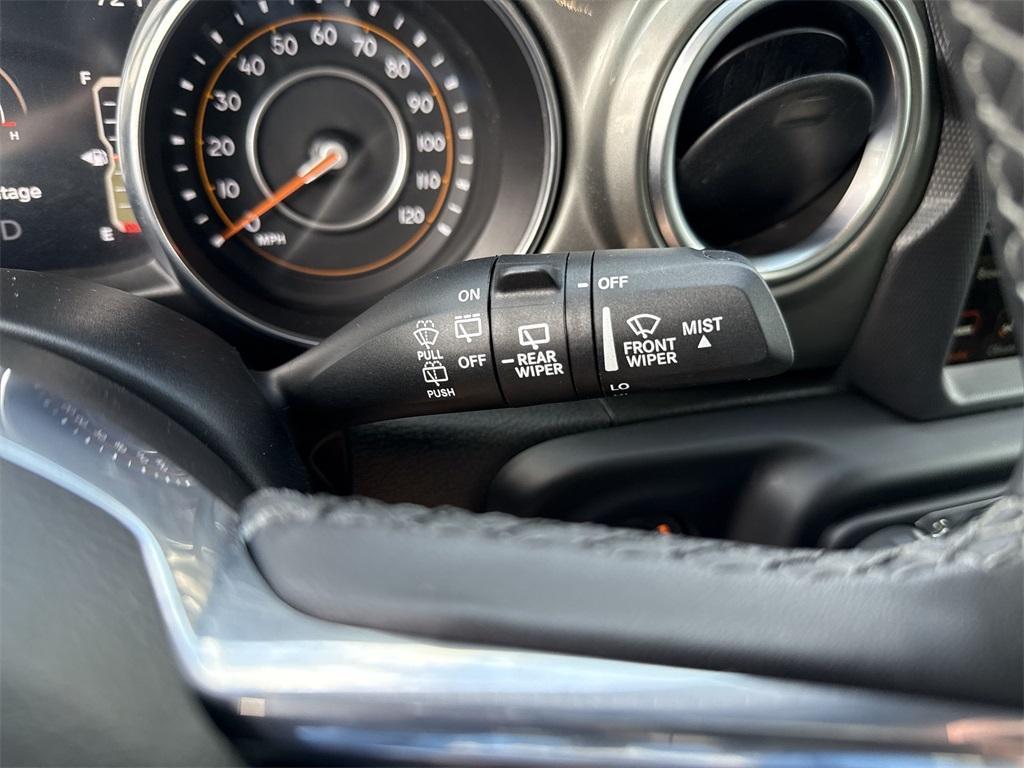 F
H
tage
D
E
0
10
20
30
40
50
60
70
80
90
100
110
120
MPH
ON
PULL
OFF
PUSH
REAR
WIPER
OFF
FRONT
WIPER
MIST
LO